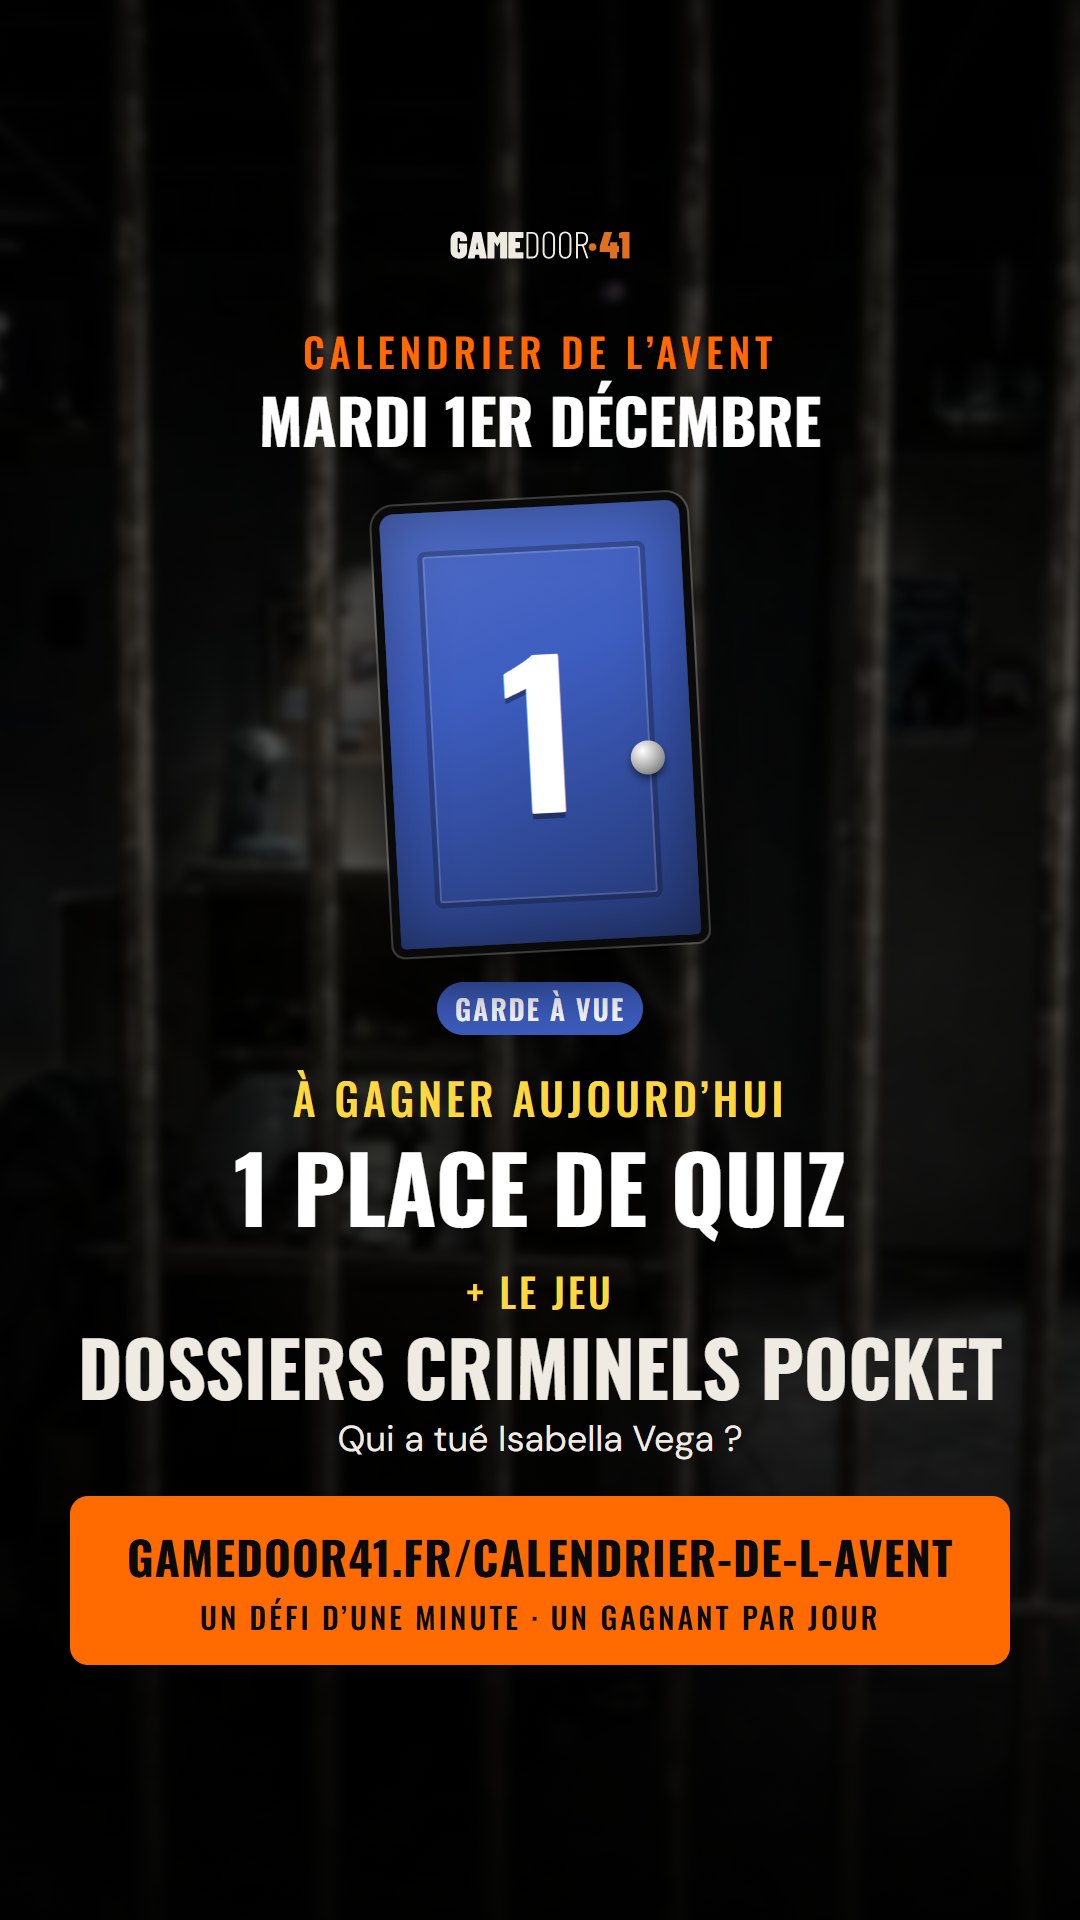 GAMEDOOR·41
CALENDRIER DE L’AVENT
MARDI 1ER DÉCEMBRE
1
GARDE À VUE
À GAGNER AUJOURD’HUI
1 PLACE DE QUIZ
+ LE JEU
DOSSIERS CRIMINELS POCKET
Qui a tué Isabella Vega ?
GAMEDOOR41.FR/CALENDRIER-DE-L-AVENT
UN DÉFI D’UNE MINUTE · UN GAGNANT PAR JOUR